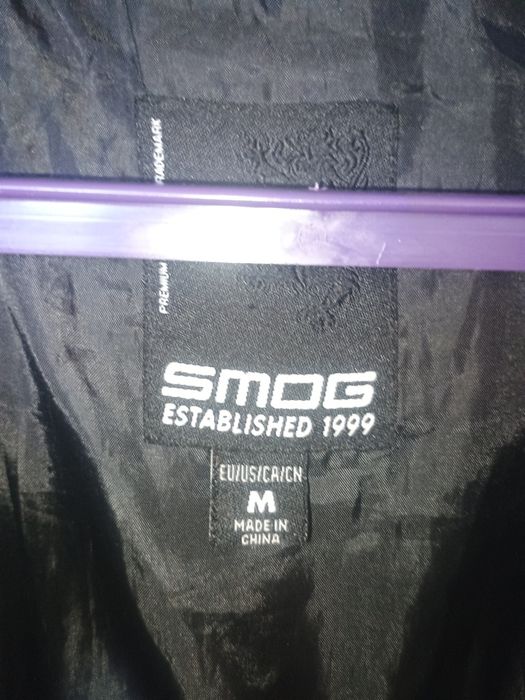 TRADEMARK
PREMIUM
SMOG
ESTABLISHED 1999
EU/US/CA/CN
M
MADE IN
CHINA